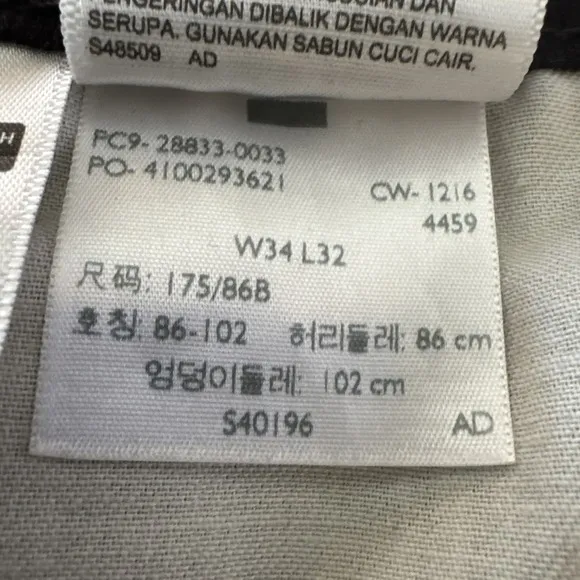 PENGERINGAN DIBALIK DENGAN WARNA
SERUPA. GUNAKAN SABUN CUCI CAIR.
S48509 AD
PC9- 28833-0033
PO- 4100293621
CW- 1216
4459
W34 L32
尺码: 175/86B
호칭: 86-102 허리둘레: 86 cm
엉덩이둘레: 102 cm
S40196 AD